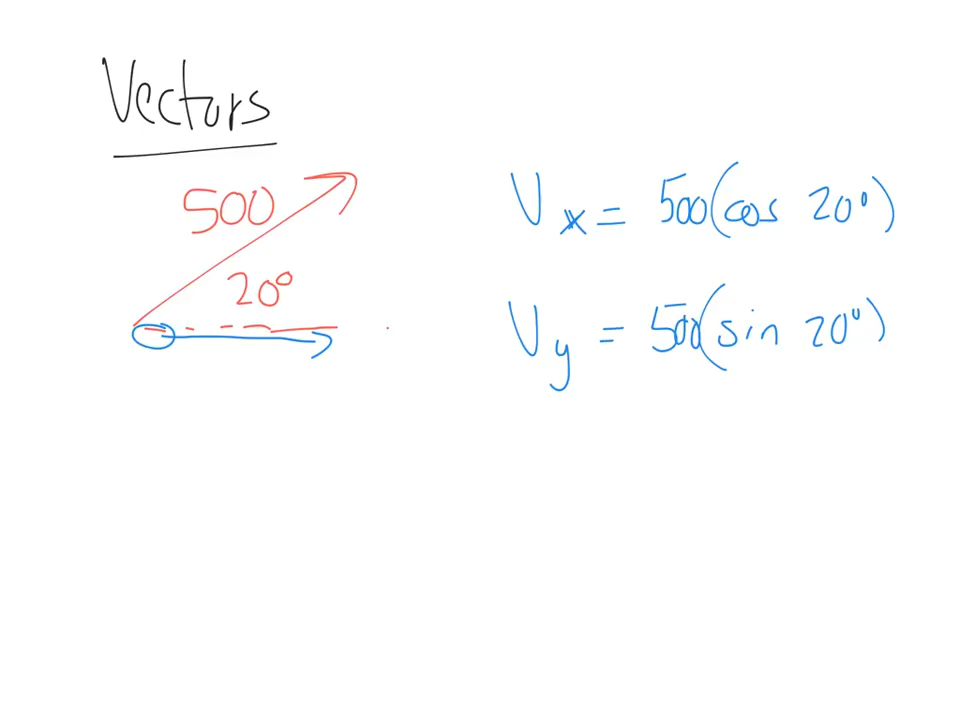 Vectors
500
20°
Vx = 500(cos 20°)
Vy = 500(sin 20°)